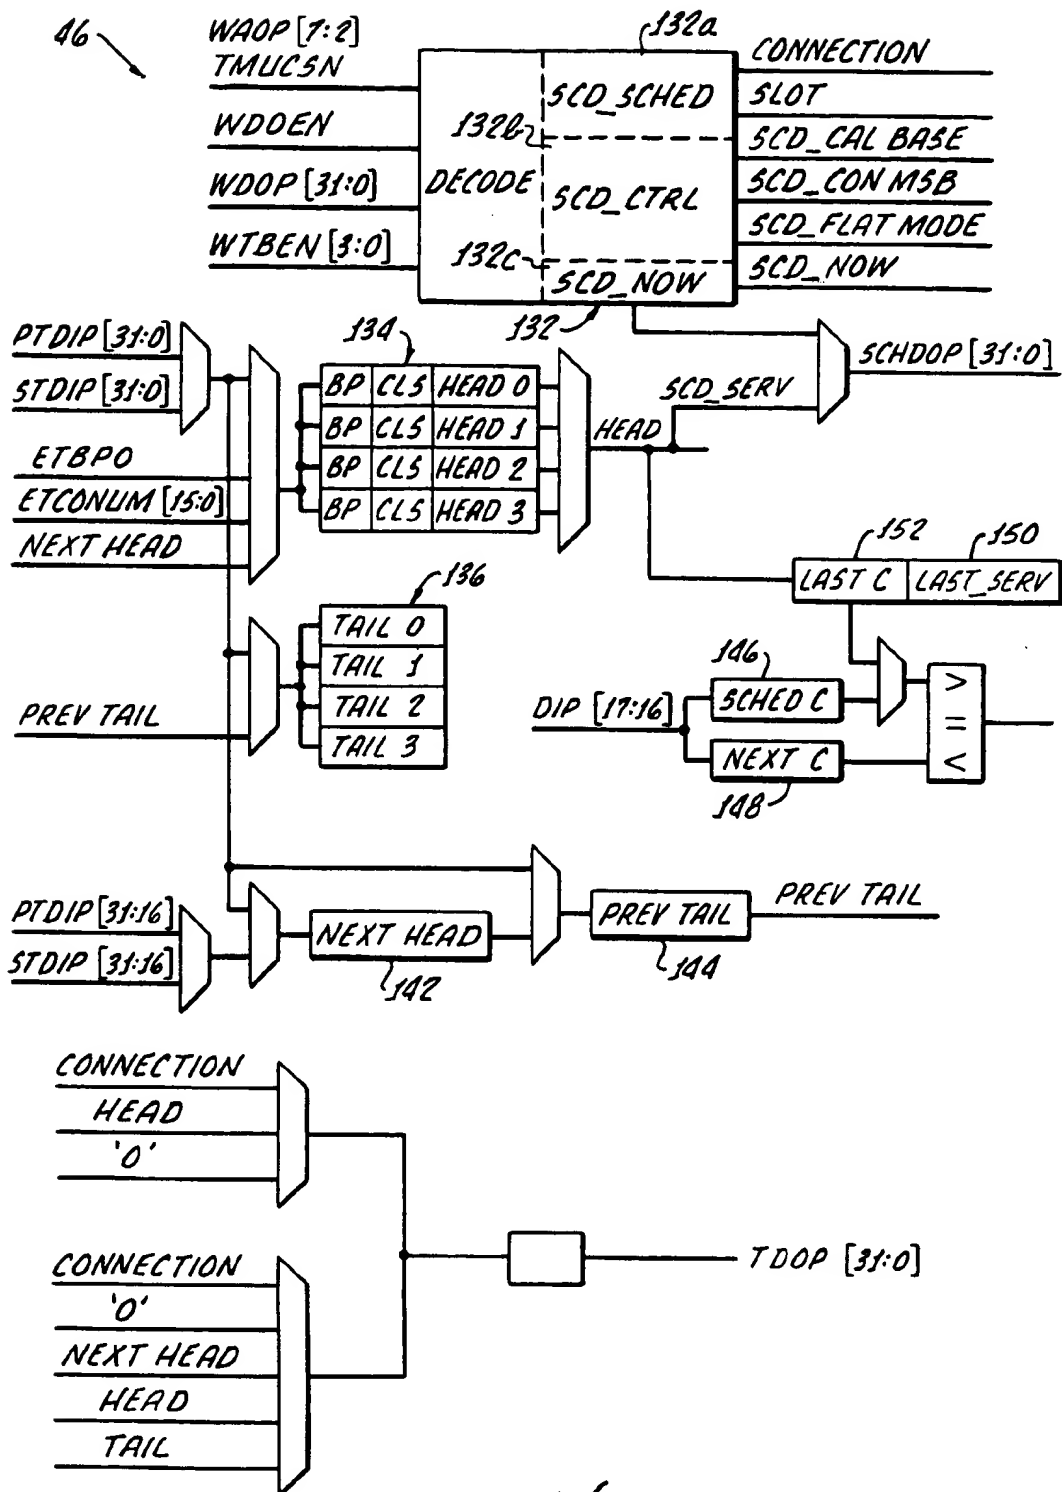 46
WAOP [7:2]
TMUCSN
WDOEN
WDOP [31:0]
WTBEN [3:0]
DECODE
132a
SCD_SCHED
132b
SCD_CTRL
132c
SCD_NOW
132
CONNECTION
SLOT
SCD_CAL BASE
SCD_CON MSB
SCD_FLAT MODE
SCD_NOW
PTDIP [31:0]
STDIP [31:0]
ETBPO
ETCONUM [15:0]
NEXT HEAD
134
BP CLS HEAD 0
BP CLS HEAD 1
BP CLS HEAD 2
BP CLS HEAD 3
HEAD
SCD_SERV
SCHDOP [31:0]
152
150
LAST C LAST_SERV
136
TAIL 0
TAIL 1
TAIL 2
TAIL 3
PREV TAIL
DIP [17:16]
146
SCHED C
NEXT C
148
>
=
<
PTDIP [31:16]
STDIP [31:16]
NEXT HEAD
142
PREV TAIL
144
PREV TAIL
CONNECTION
HEAD
'0'
CONNECTION
'0'
NEXT HEAD
HEAD
TAIL
TDOP [31:0]